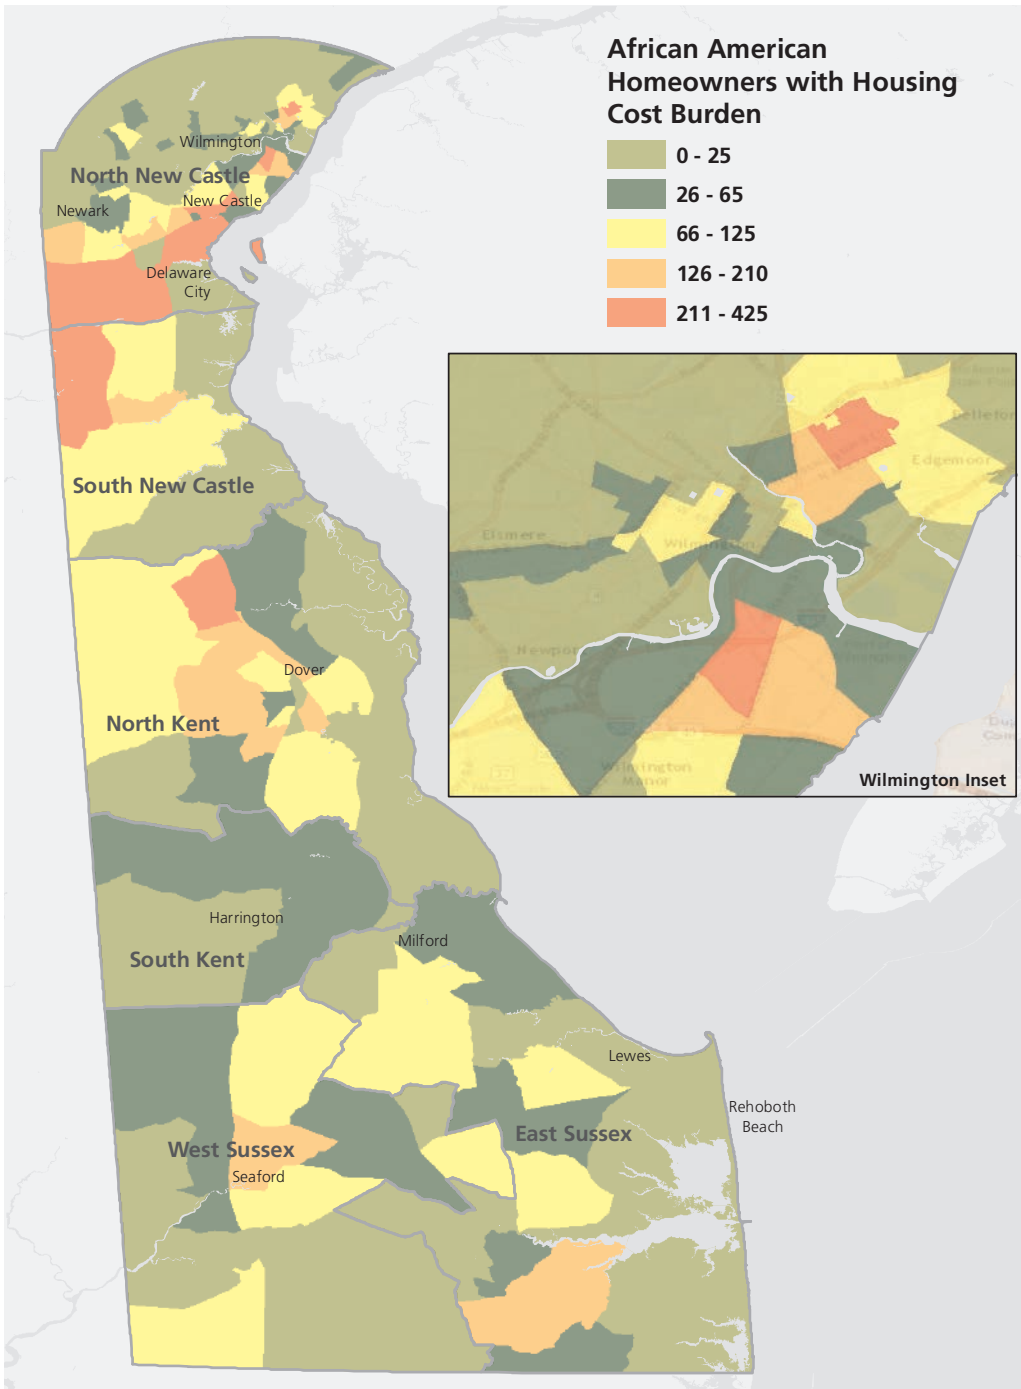 African American
Homeowners with Housing
Cost Burden
0 - 25
26 - 65
66 - 125
126 - 210
211 - 425
Wilmington
North New Castle
Newark
New Castle
Delaware
City
South New Castle
Dover
North Kent
Harrington
South Kent
Milford
Lewes
Rehoboth
Beach
East Sussex
West Sussex
Seaford
Edgemoor
Elsmere
Wilmington
Newport
Wilmington
Manor
Wilmington Inset